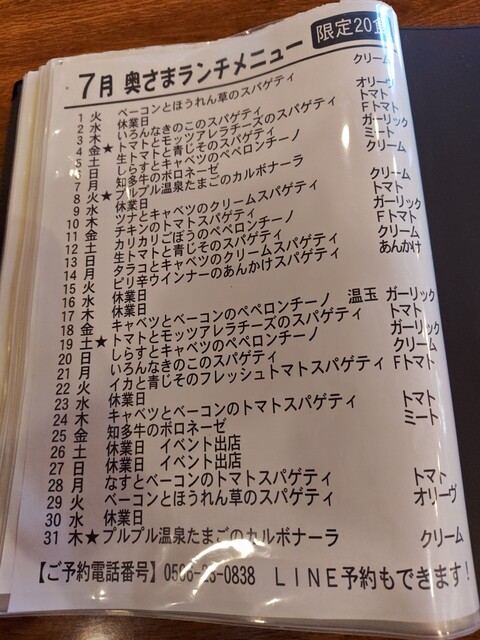 7月 奥さまランチメニュー 限定20食
1 火 ベーコンとほうれん草のスパゲティ クリーム
2 水 休業日
3 木 いろんなきのこのスパゲティ オリーヴ
4 金 ★トマトとモッツアレラチーズのスパゲティ トマト
5 土 生トマトと青じそのスパゲティ Fトマト
6 日 しらすとキャベツのペペロンチーノ ガーリック
7 月 知多牛のボロネーゼ ミート
8 火 ★プルプル温泉たまごのカルボナーラ クリーム
9 水 休業日
10 木 ツナとキャベツのクリームスパゲティ クリーム
11 金 チキンのトマトスパゲティ トマト
12 土 カリカリごぼうのペペロンチーノ ガーリック
13 日 生トマトと青じそのスパゲティ Fトマト
14 月 タラコとキャベツのクリームスパゲティ クリーム
15 火 ピリ辛ウインナーのあんかけスパゲティ あんかけ
16 水 休業日
17 木 休業日
18 金 キャベツとベーコンのペペロンチーノ 温玉 ガーリック
19 土 ★トマトとモッツアレラチーズのスパゲティ トマト
20 日 しらすとキャベツのペペロンチーノ ガーリック
21 月 いろんなきのこのスパゲティ クリーム
22 火 イカと青じそのフレッシュトマトスパゲティ Fトマト
23 水 休業日
24 木 キャベツとベーコンのトマトスパゲティ トマト
25 金 知多牛のボロネーゼ ミート
26 土 休業日 イベント出店
27 日 休業日 イベント出店
28 月 なすとベーコンのトマトスパゲティ トマト
29 火 ベーコンとほうれん草のスパゲティ オリーヴ
30 水 休業日
31 木 ★プルプル温泉たまごのカルボナーラ クリーム
【ご予約電話番号】0566-23-0838 LINE予約もできます!